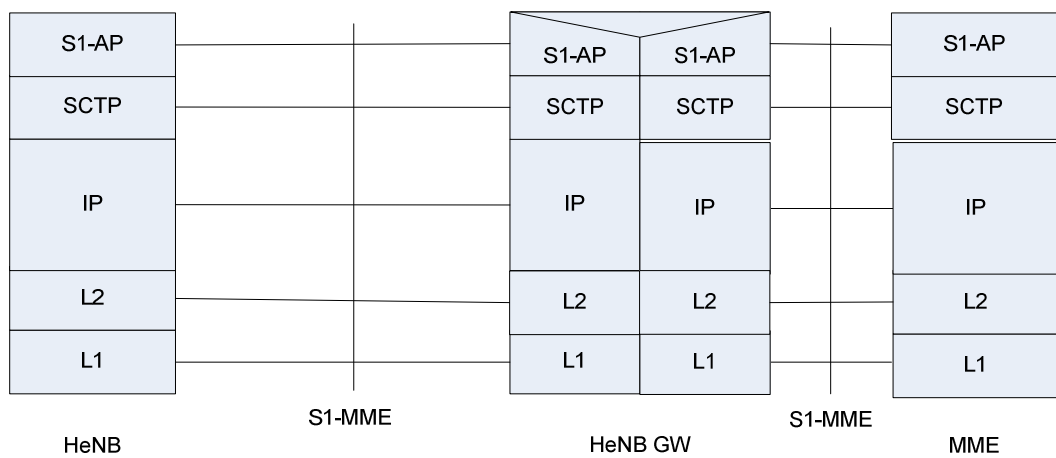 S1-AP S1-AP S1-AP S1-AP
SCTP SCTP SCTP SCTP
IP IP IP IP
L2 L2 L2 L2
L1 L1 L1 L1
S1-MME S1-MME
HeNB HeNB GW MME